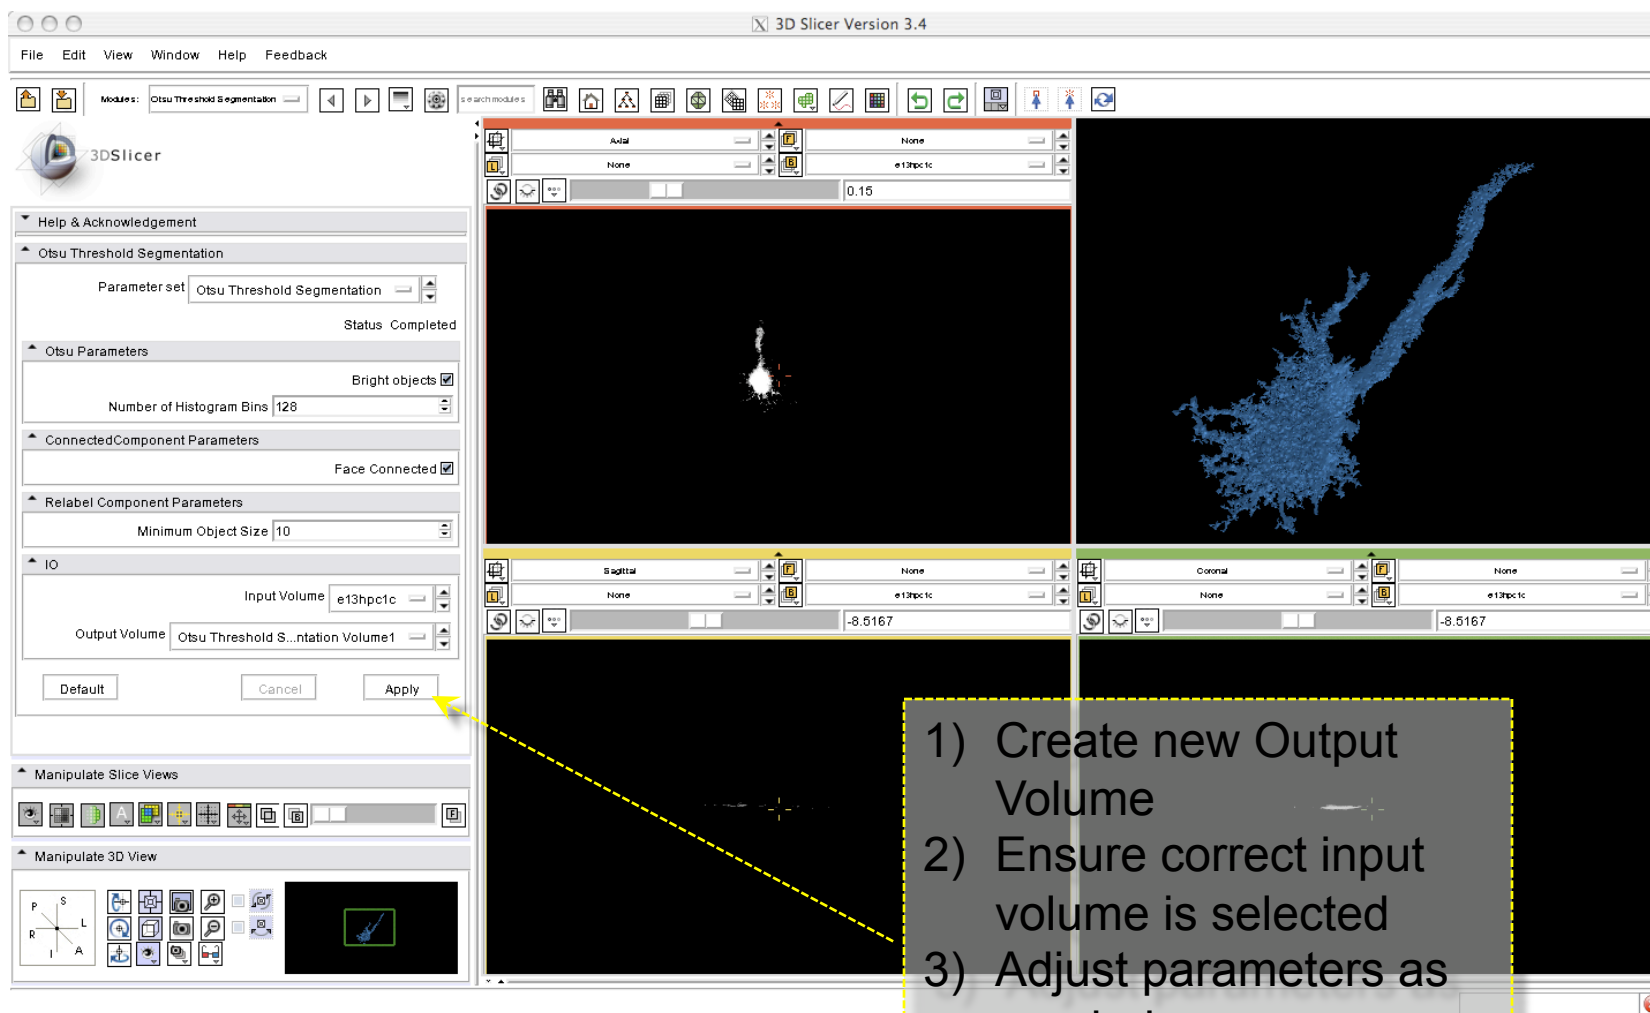 3D Slicer Version 3.4
File Edit View Window Help Feedback
Modules: Otsu Threshold Segmentation search modules
3DSlicer
Help & Acknowledgement
Otsu Threshold Segmentation
Parameter set Otsu Threshold Segmentation
Status Completed
Otsu Parameters
Bright objects
Number of Histogram Bins 128
ConnectedComponent Parameters
Face Connected
Relabel Component Parameters
Minimum Object Size 10
IO
Input Volume e13hpc1c
Output Volume Otsu Threshold S...ntation Volume1
Default Cancel Apply
Manipulate Slice Views
A B F
Manipulate 3D View
P S
R L
I A
Axial F None
L None B e13hpc1c
0.15
Sagittal F None
L None B e13hpc1c
-8.5167
Coronal F None
L None B e13hpc1c
-8.5167
1) Create new Output
Volume
2) Ensure correct input
volume is selected
3) Adjust parameters as